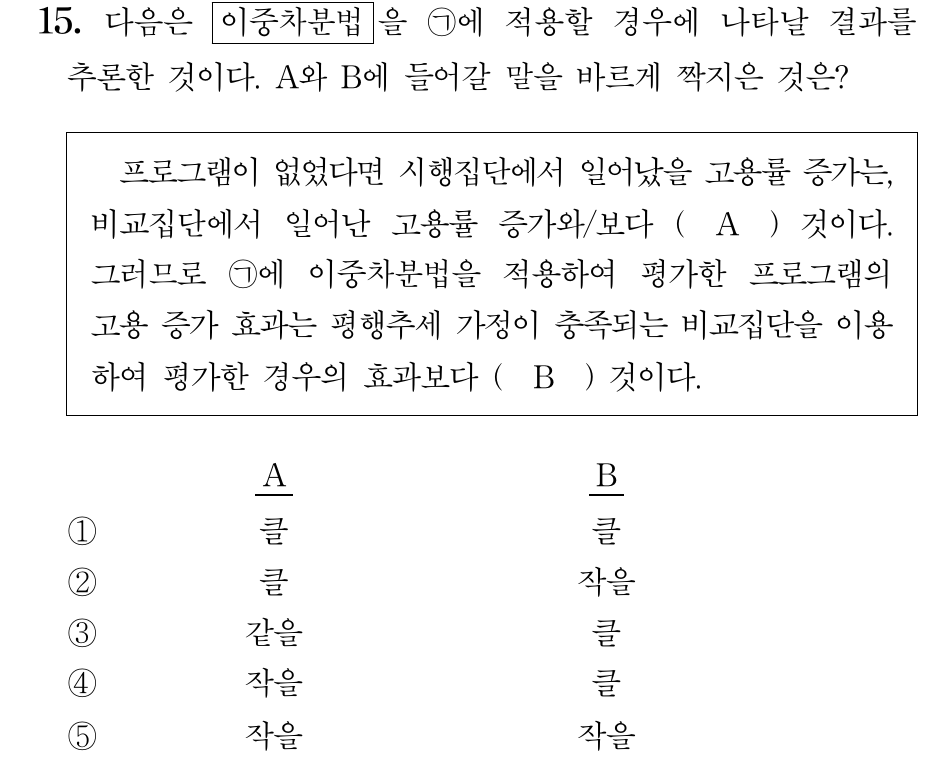 15. 다음은 이중차분법을 ㉠에 적용할 경우에 나타날 결과를
추론한 것이다. A와 B에 들어갈 말을 바르게 짝지은 것은?
프로그램이 없었다면 시행집단에서 일어났을 고용률 증가는,
비교집단에서 일어난 고용률 증가와/보다 ( A ) 것이다.
그러므로 ㉠에 이중차분법을 적용하여 평가한 프로그램의
고용 증가 효과는 평행추세 가정이 충족되는 비교집단을 이용
하여 평가한 경우의 효과보다 ( B ) 것이다.
A B
① 클 클
② 클 작을
③ 같을 클
④ 작을 클
⑤ 작을 작을